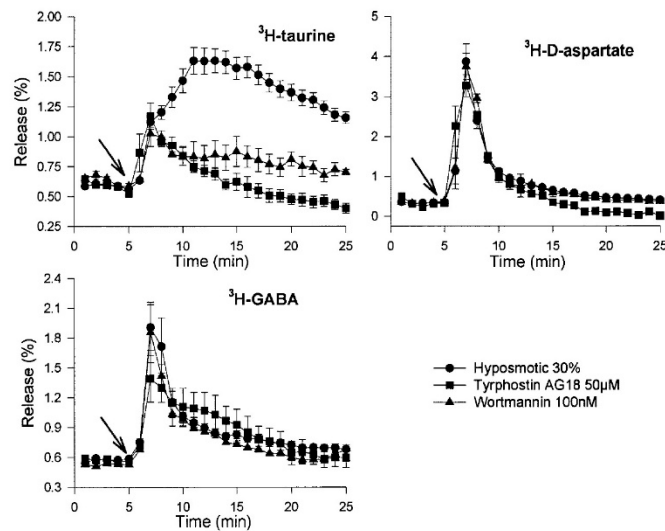 ³H-taurine
Release (%)
2.00
1.75
1.50
1.25
1.00
0.75
0.50
0.25
0 5 10 15 20 25
Time (min)
³H-D-aspartate
5
4
3
2
1
0
0 5 10 15 20 25
Time (min)
³H-GABA
Release (%)
2.1
1.8
1.5
1.2
0.9
0.6
0.3
0 5 10 15 20 25
Time (min)
Hyposmotic 30%
Tyrphostin AG18 50µM
Wortmannin 100nM